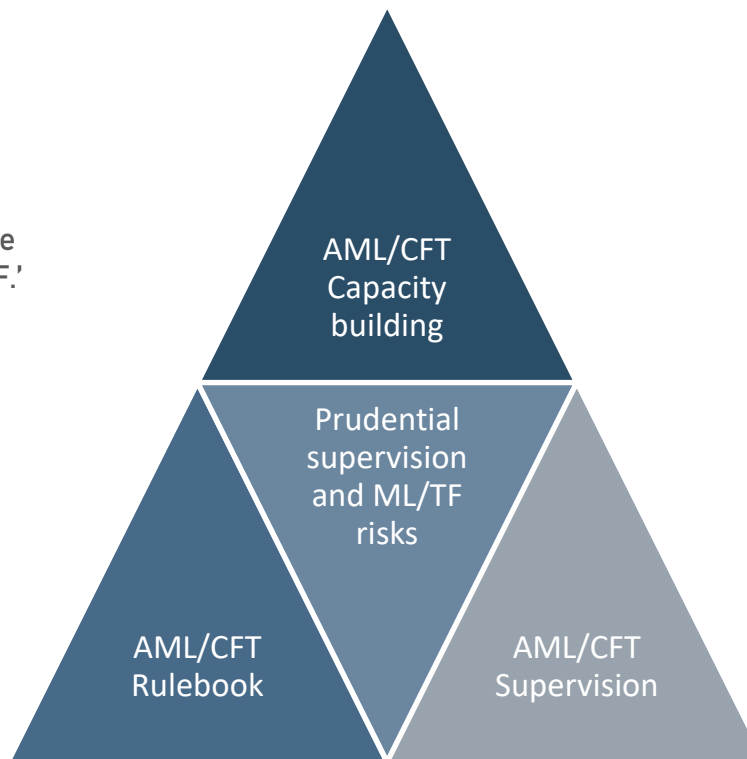 e
F.’
AML/CFT
Capacity
building
Prudential
supervision
and ML/TF
risks
AML/CFT
Rulebook
AML/CFT
Supervision